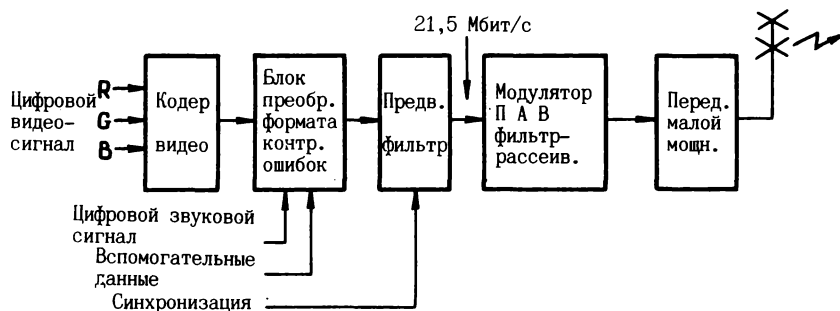 21,5 Мбит/с
Цифровой
видео-
сигнал
R
G
B
Кодер
видео
Блок
преобр.
формата
контр.
ошибок
Предв.
фильтр
Модулятор
П А В
фильтр-
рассеив.
Перед.
малой
мощн.
Цифровой звуковой
сигнал
Вспомогательные
данные
Синхронизация